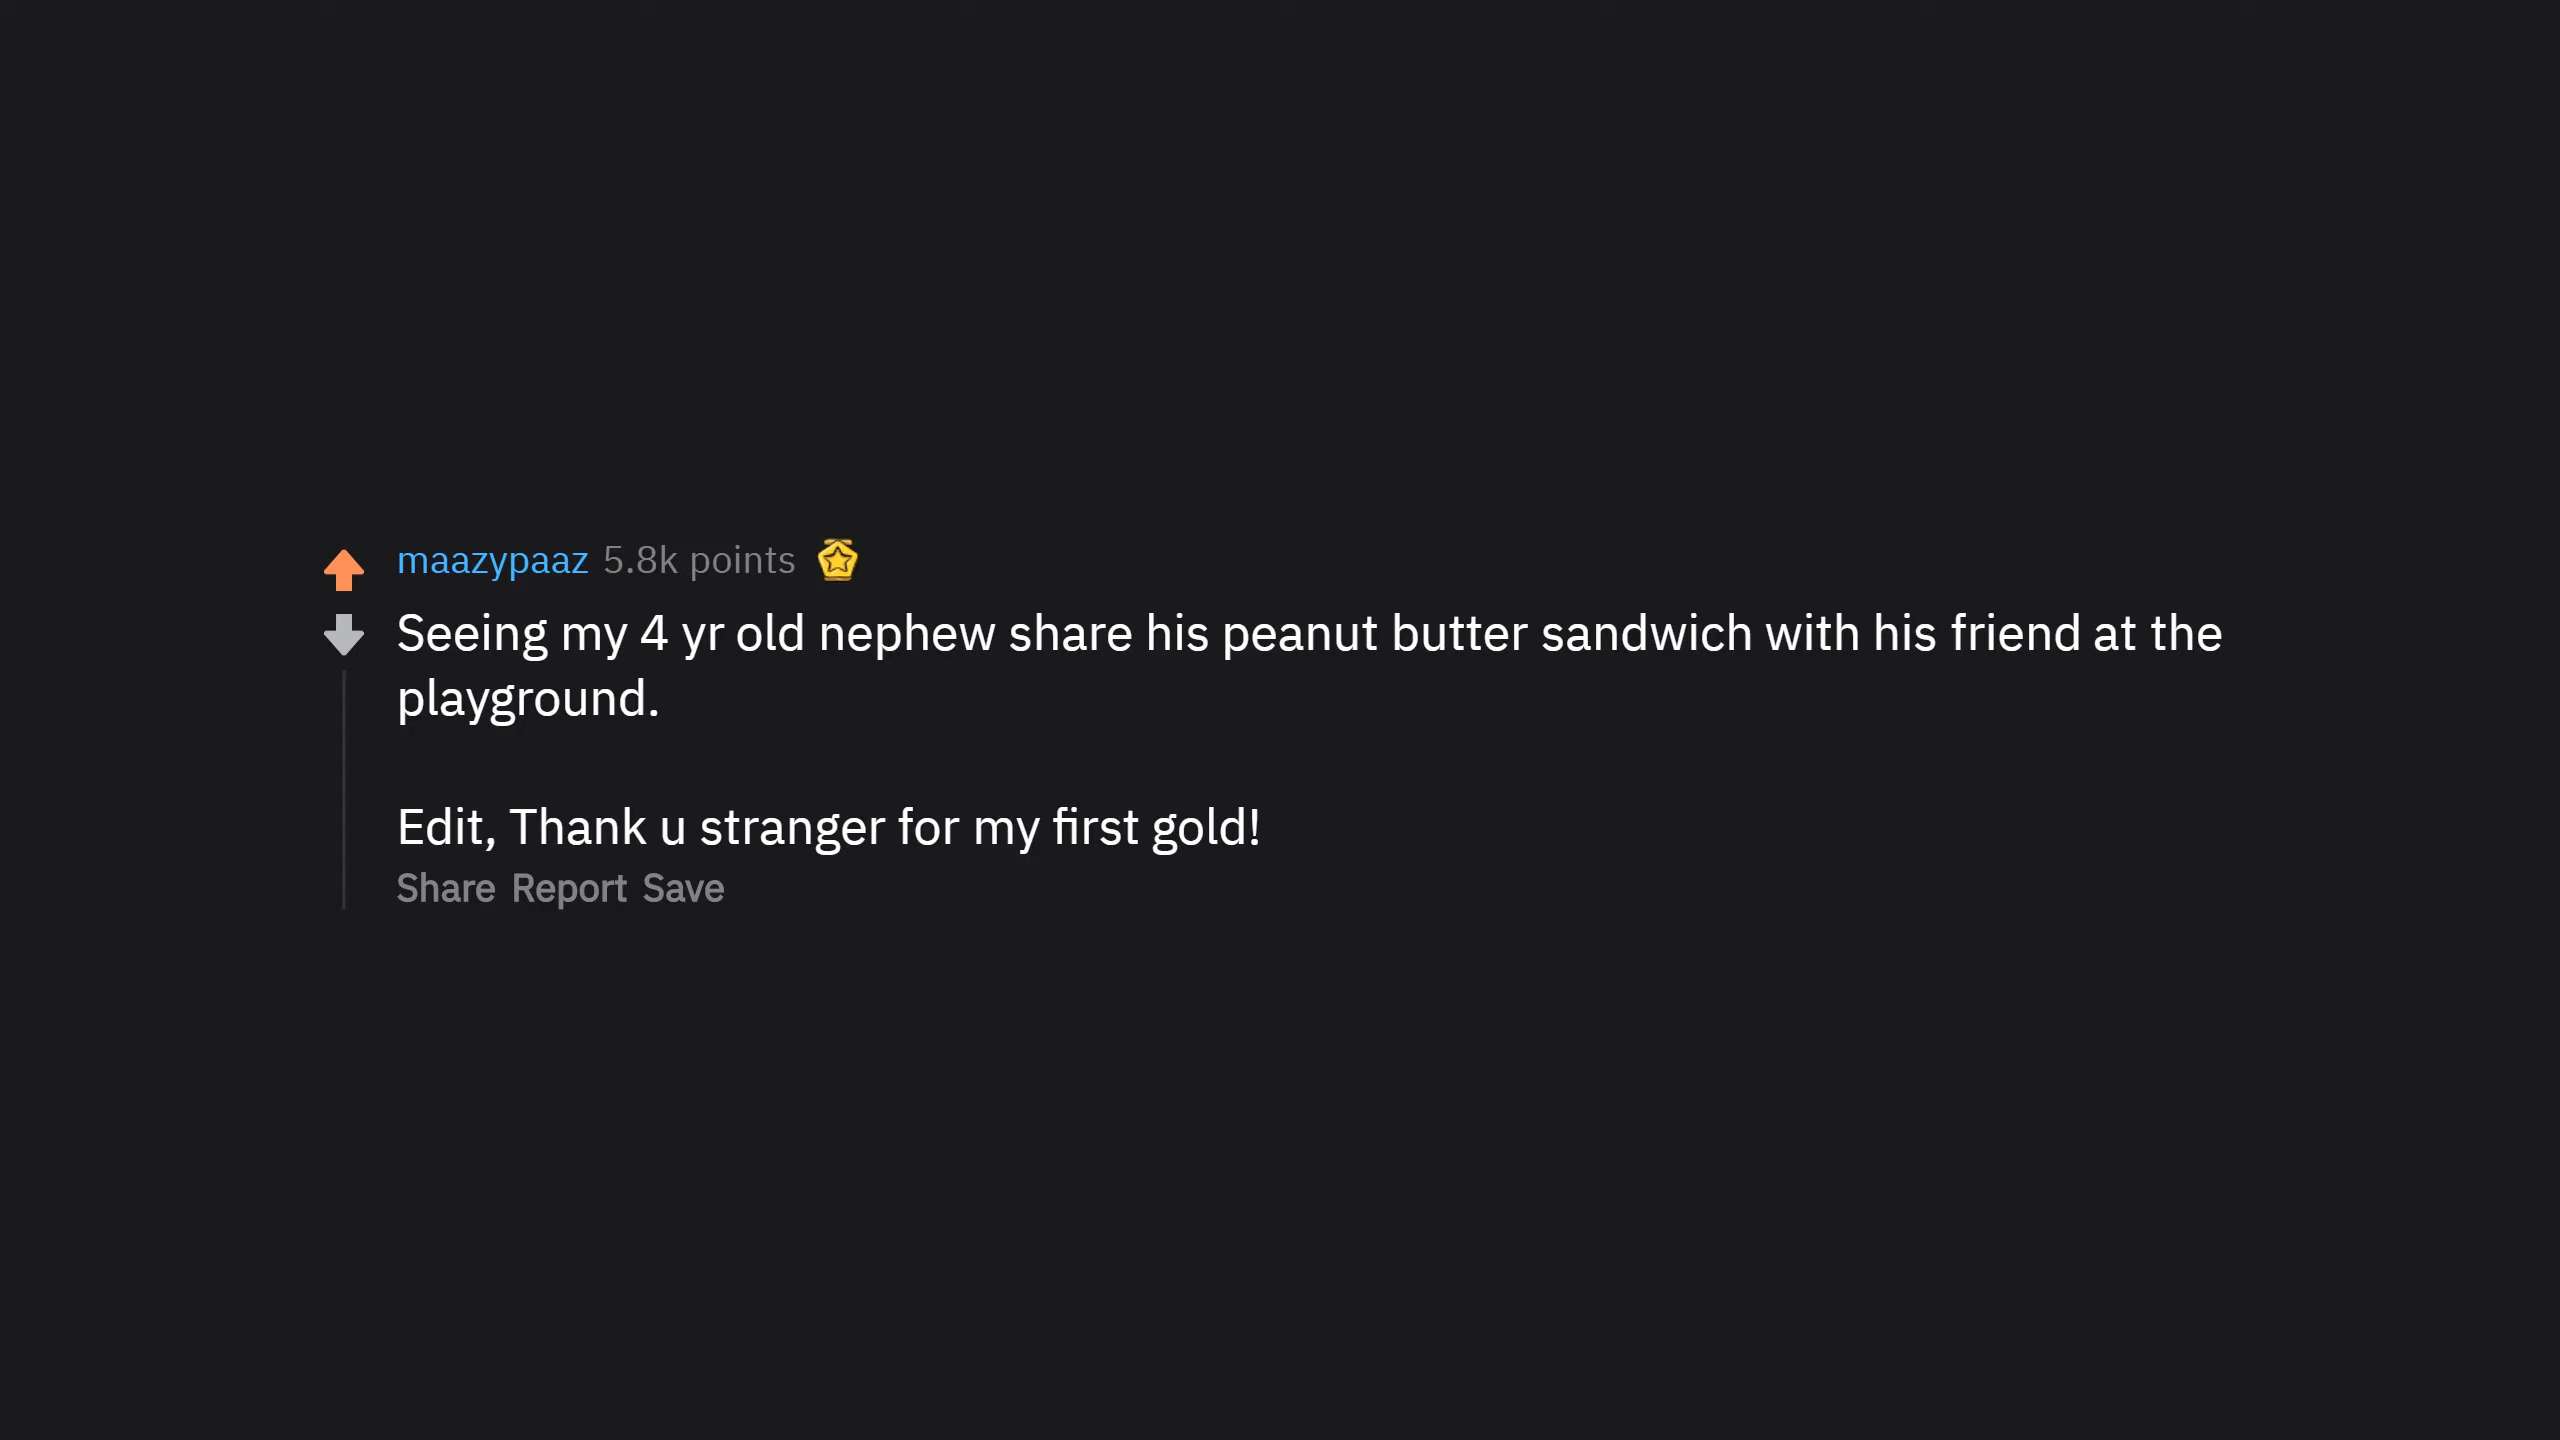 maazypaaz 5.8k points
Seeing my 4 yr old nephew share his peanut butter sandwich with his friend at the
playground.
Edit, Thank u stranger for my first gold!
Share Report Save